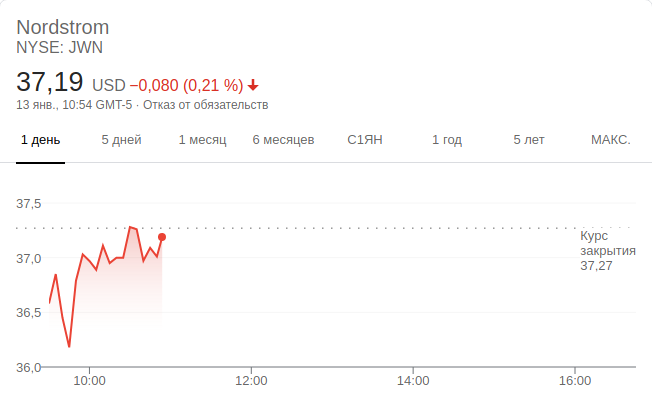 Nordstrom
NYSE: JWN
37,19 USD −0,080 (0,21 %)
13 янв., 10:54 GMT-5 · Отказ от обязательств
1 день 5 дней 1 месяц 6 месяцев С1ЯН 1 год 5 лет МАКС.
37,5
Курс
закрытия
37,27
37,0
36,5
36,0
10:00 12:00 14:00 16:00